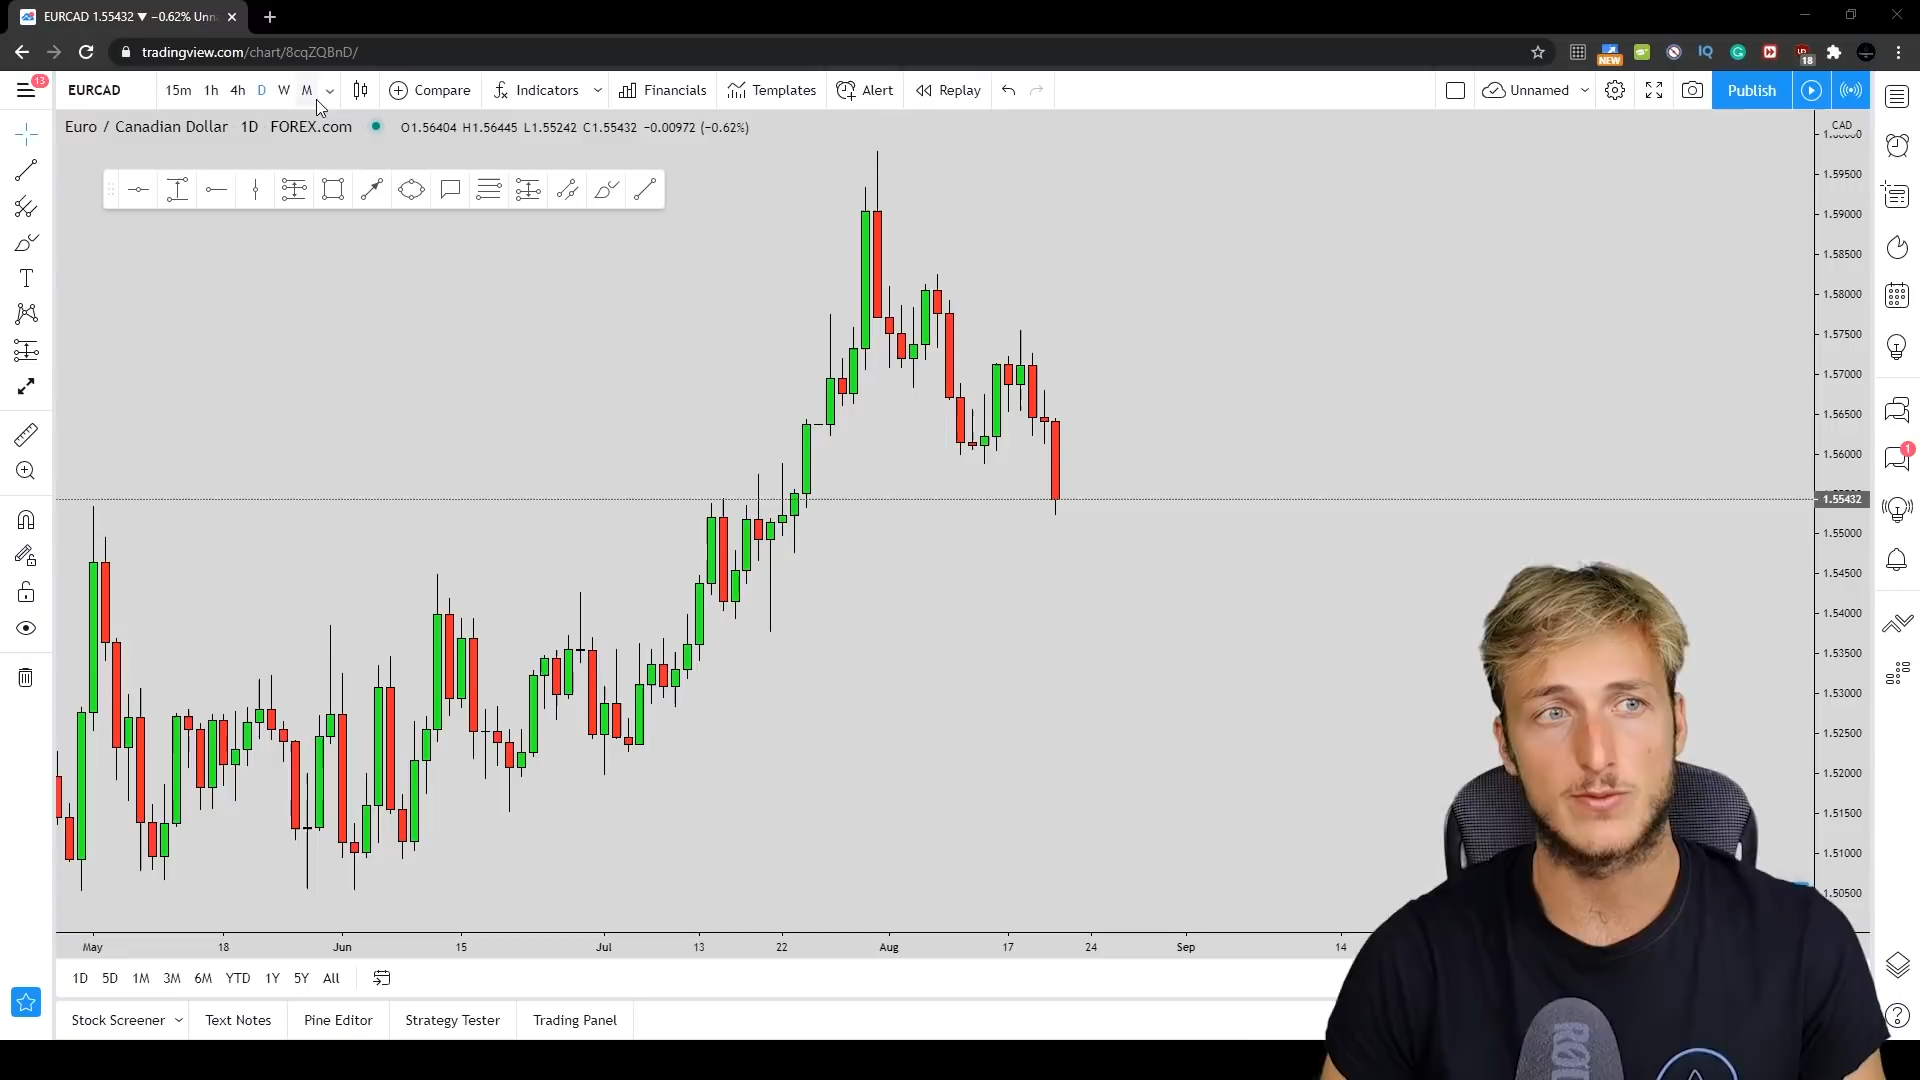 EURCAD 1.55432 ▼ −0.62% Unn
tradingview.com/chart/8cqZQBnD/
NEW
IQ
18
13
EURCAD
15m 1h 4h D W M
Compare
Indicators
Financials
Templates
Alert
Replay
Unnamed
Publish
Euro / Canadian Dollar 1D FOREX.com
O1.56404 H1.56445 L1.55242 C1.55432 −0.00972 (−0.62%)
CAD
1.59500
1.59000
1.58500
1.58000
1.57500
1.57000
1.56500
1.56000
1.55432
1.55000
1.54500
1.54000
1.53500
1.53000
1.52500
1.52000
1.51500
1.51000
1.50500
1
May 18 Jun 15 Jul 13 22 Aug 17 24 Sep 14
1D 5D 1M 3M 6M YTD 1Y 5Y All
Stock Screener Text Notes Pine Editor Strategy Tester Trading Panel